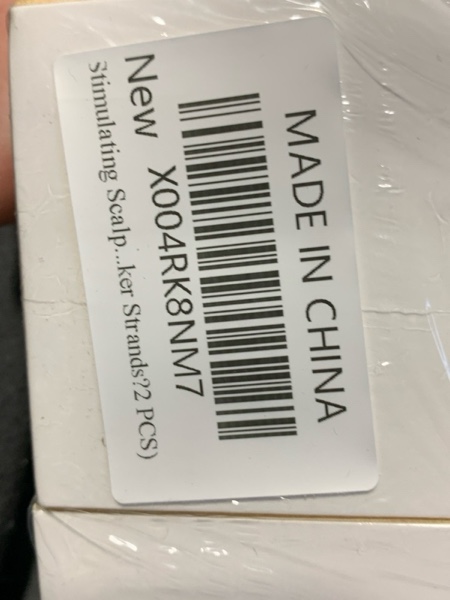 MADE IN CHINA
X004RK8NM7
New
Stimulating Scalp...ker Strands?2 PCS)